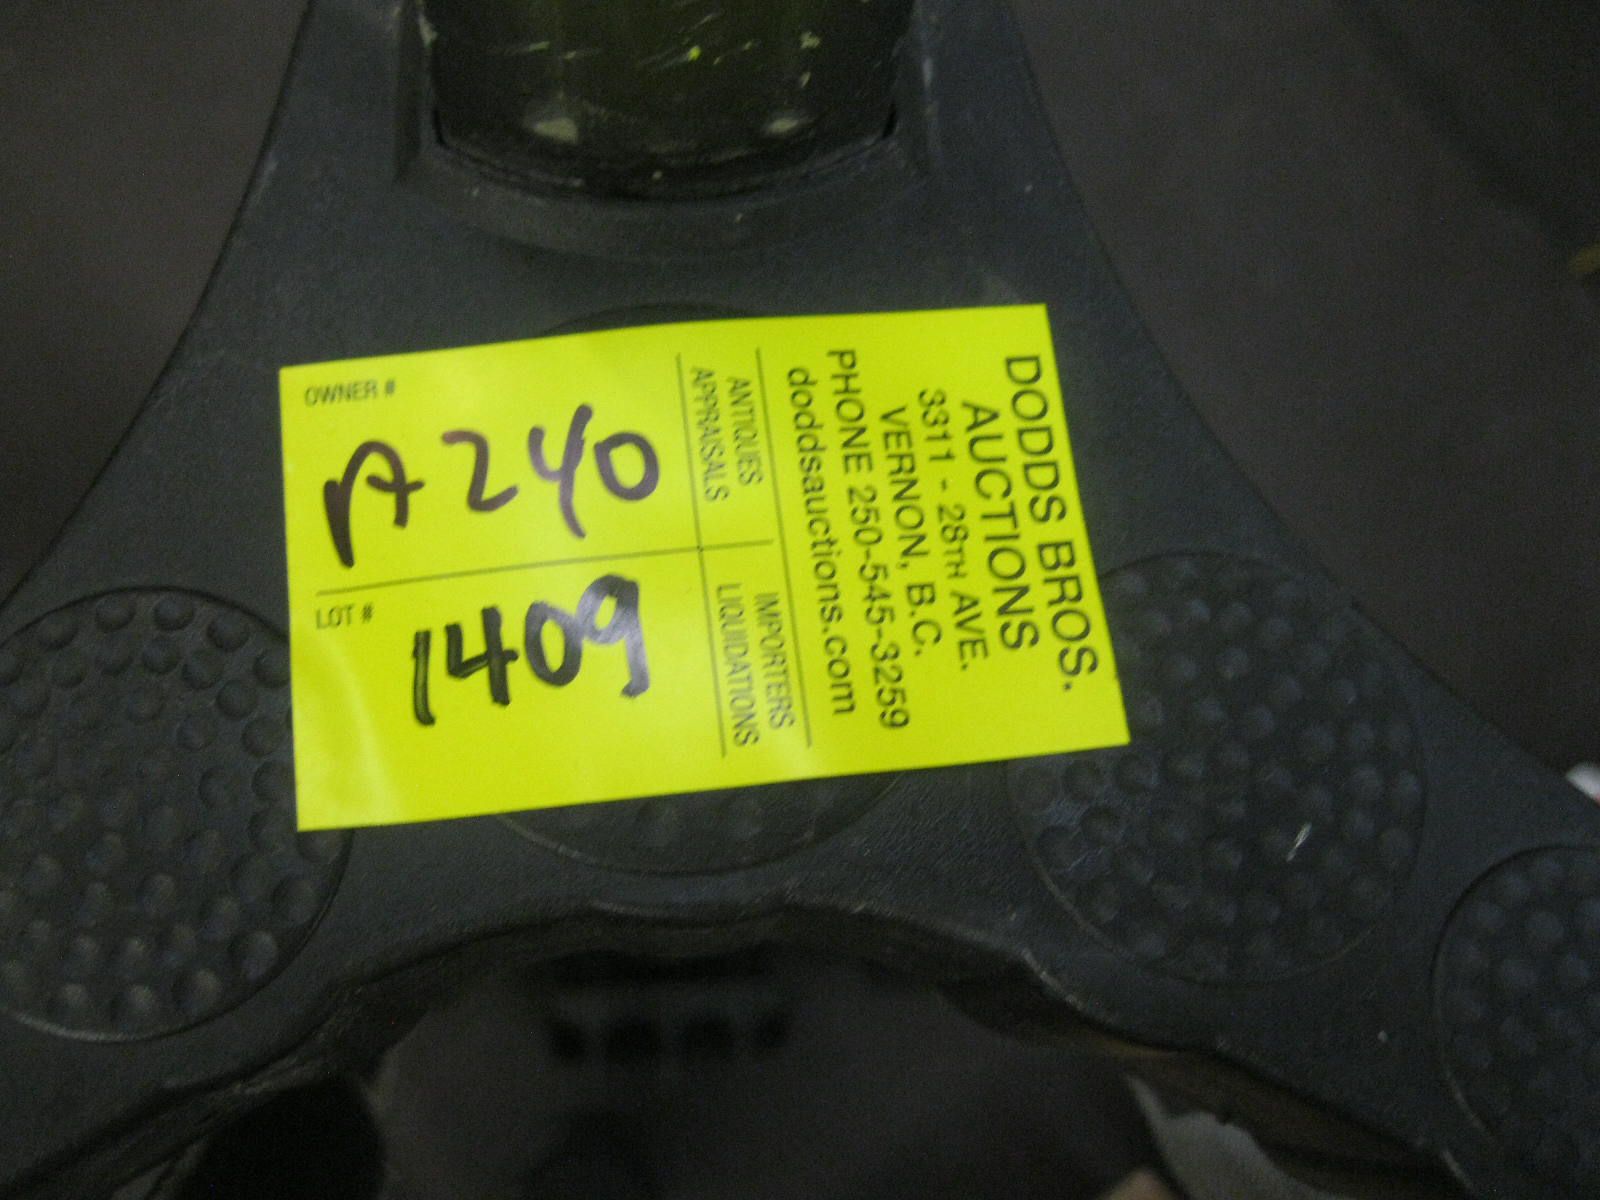 DODDS BROS.
AUCTIONS
3311 - 28TH AVE.
VERNON, B.C.
PHONE 250-545-3259
doddsauctions.com
ANTIQUES
APPRAISALS
IMPORTERS
LIQUIDATIONS
OWNER #
A240
LOT #
1409